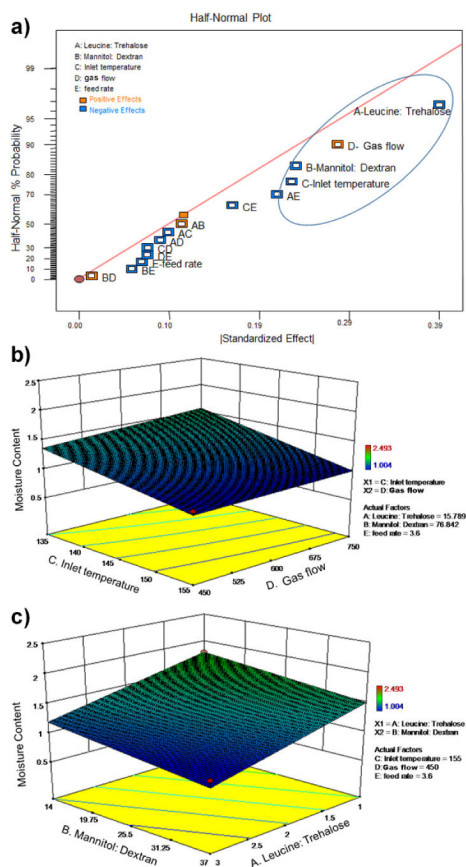 a)
Half-Normal Plot
A: Leucine: Trehalose
B: Mannitol: Dextran
C: Inlet temperature
D: gas flow
E: feed rate
Positive Effects
Negative Effects
Half-Normal % Probability
99
95
90
80
70
50
30
20
10
0
A-Leucine: Trehalose
D- Gas flow
B-Mannitol: Dextran
C-Inlet temperature
AE
CE
AB
AC
AD
CD
DE
E-feed rate
BE
BD
0.00
0.10
0.19
0.29
0.39
|Standardized Effect|
b)
Moisture Content
2.5
2
1.5
1
0.5
135
140
145
150
155
C. Inlet temperature
450
525
600
675
750
D. Gas flow
2.493
1.004
X1 = C: Inlet temperature
X2 = D: Gas flow
Actual Factors
A: Leucine: Trehalose = 15.789
B: Mannitol: Dextran = 76.842
E: feed rate = 3.6
c)
Moisture Content
2.5
2
1.5
1
0.5
14
19.75
25.5
31.25
37
B. Mannitol: Dextran
3
2.5
2
1.5
1
A. Leucine: Trehalose
2.493
1.004
X1 = A: Leucine: Trehalose
X2 = B: Mannitol: Dextran
Actual Factors
C: Inlet temperature = 155
D: Gas flow = 450
E: feed rate = 3.6